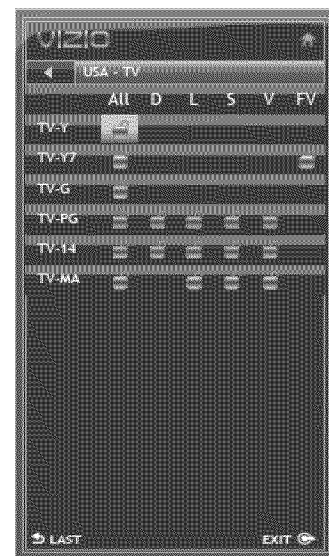 VIZIO
USA - TV
All D L S V FV
TV-Y
TV-Y7
TV-G
TV-PG
TV-14
TV-MA
LAST EXIT